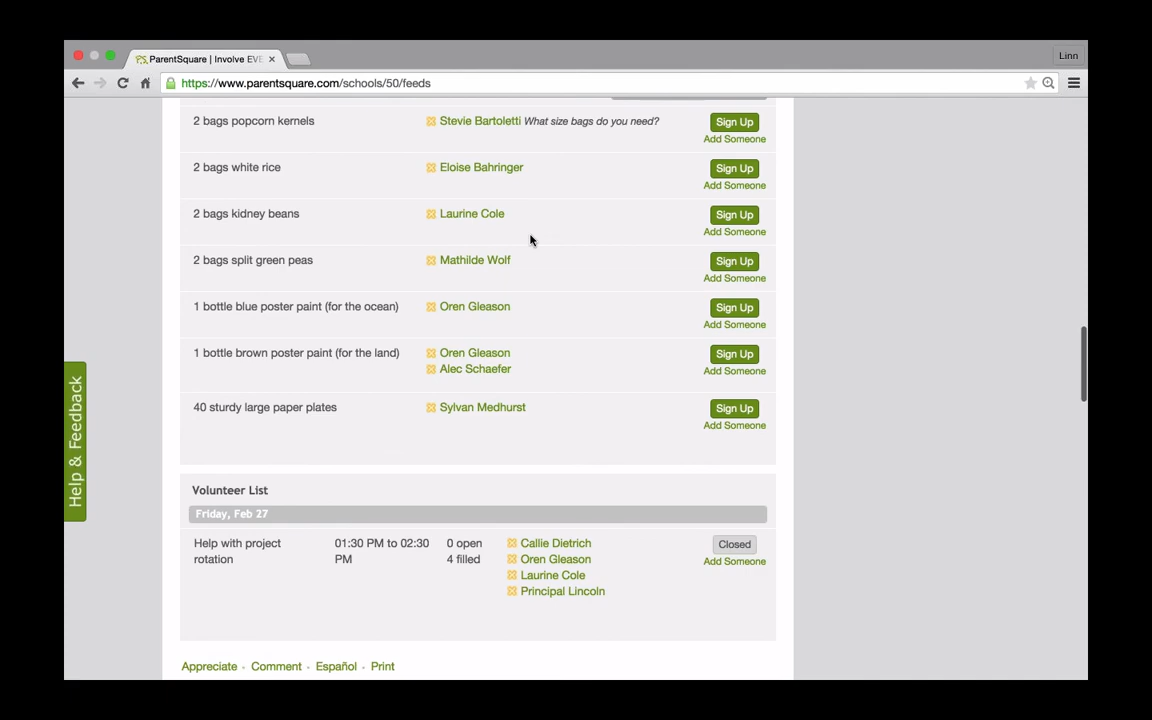 ParentSquare | Involve EVE
Linn
https://www.parentsquare.com/schools/50/feeds
2 bags popcorn kernels Stevie Bartoletti What size bags do you need? Sign Up
Add Someone
2 bags white rice Eloise Bahringer Sign Up
Add Someone
2 bags kidney beans Laurine Cole Sign Up
Add Someone
2 bags split green peas Mathilde Wolf Sign Up
Add Someone
1 bottle blue poster paint (for the ocean) Oren Gleason Sign Up
Add Someone
1 bottle brown poster paint (for the land) Oren Gleason Sign Up
Alec Schaefer Add Someone
40 sturdy large paper plates Sylvan Medhurst Sign Up
Add Someone
Help & Feedback
Volunteer List
Friday, Feb 27
Help with project 01:30 PM to 02:30 0 open Callie Dietrich Closed
rotation PM 4 filled Oren Gleason Add Someone
Laurine Cole
Principal Lincoln
Appreciate · Comment · Español · Print